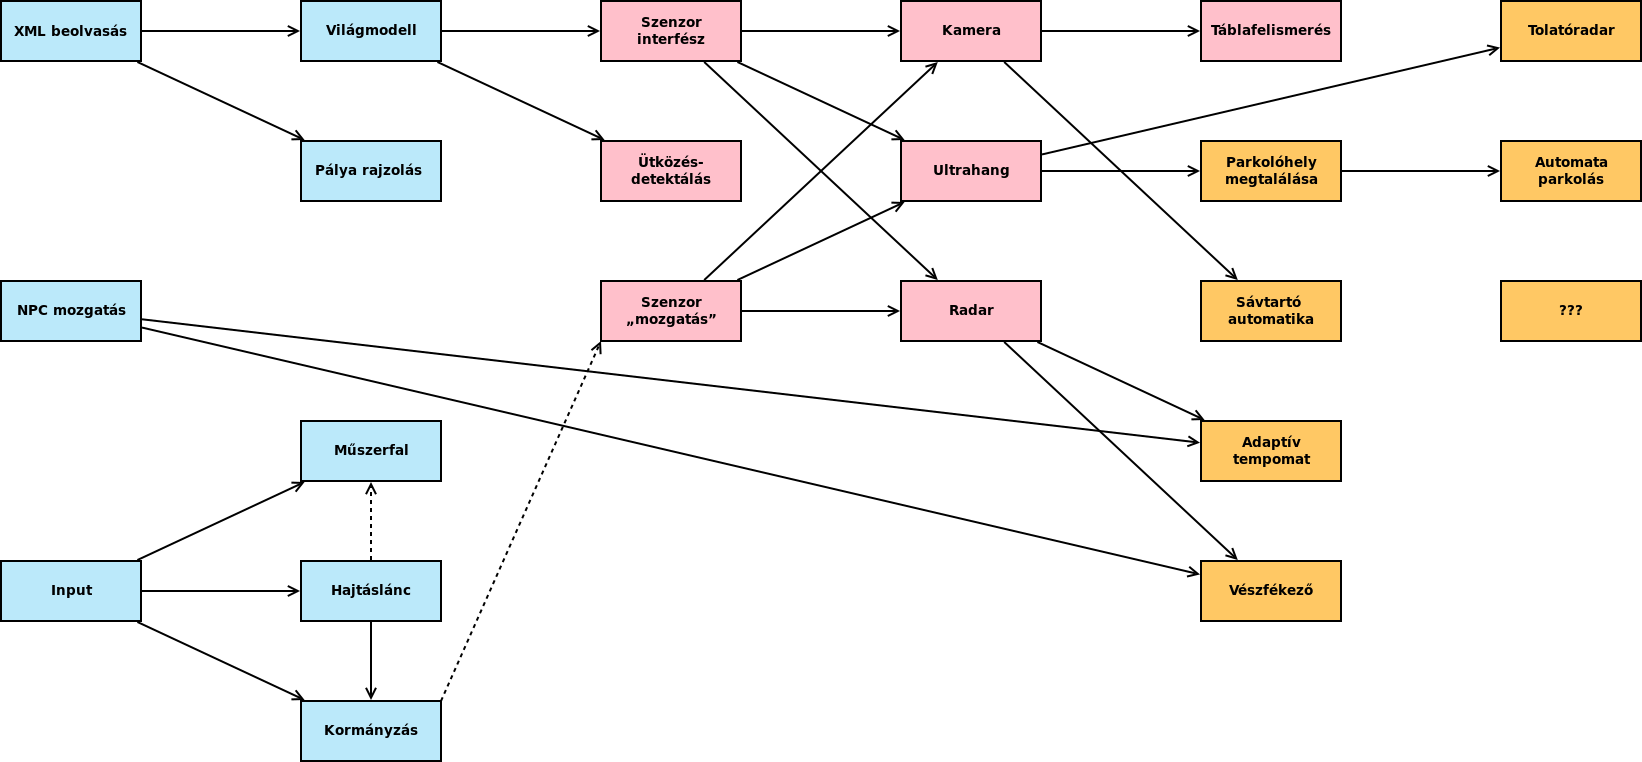 XML beolvasás
Világmodell
Szenzor
interfész
Kamera
Táblafelismerés
Tolatóradar
Pálya rajzolás
Ütközés-
detektálás
Ultrahang
Parkolóhely
megtalálása
Automata
parkolás
NPC mozgatás
Szenzor
„mozgatás”
Radar
Sávtartó
automatika
???
Műszerfal
Adaptív
tempomat
Input
Hajtáslánc
Vészfékező
Kormányzás